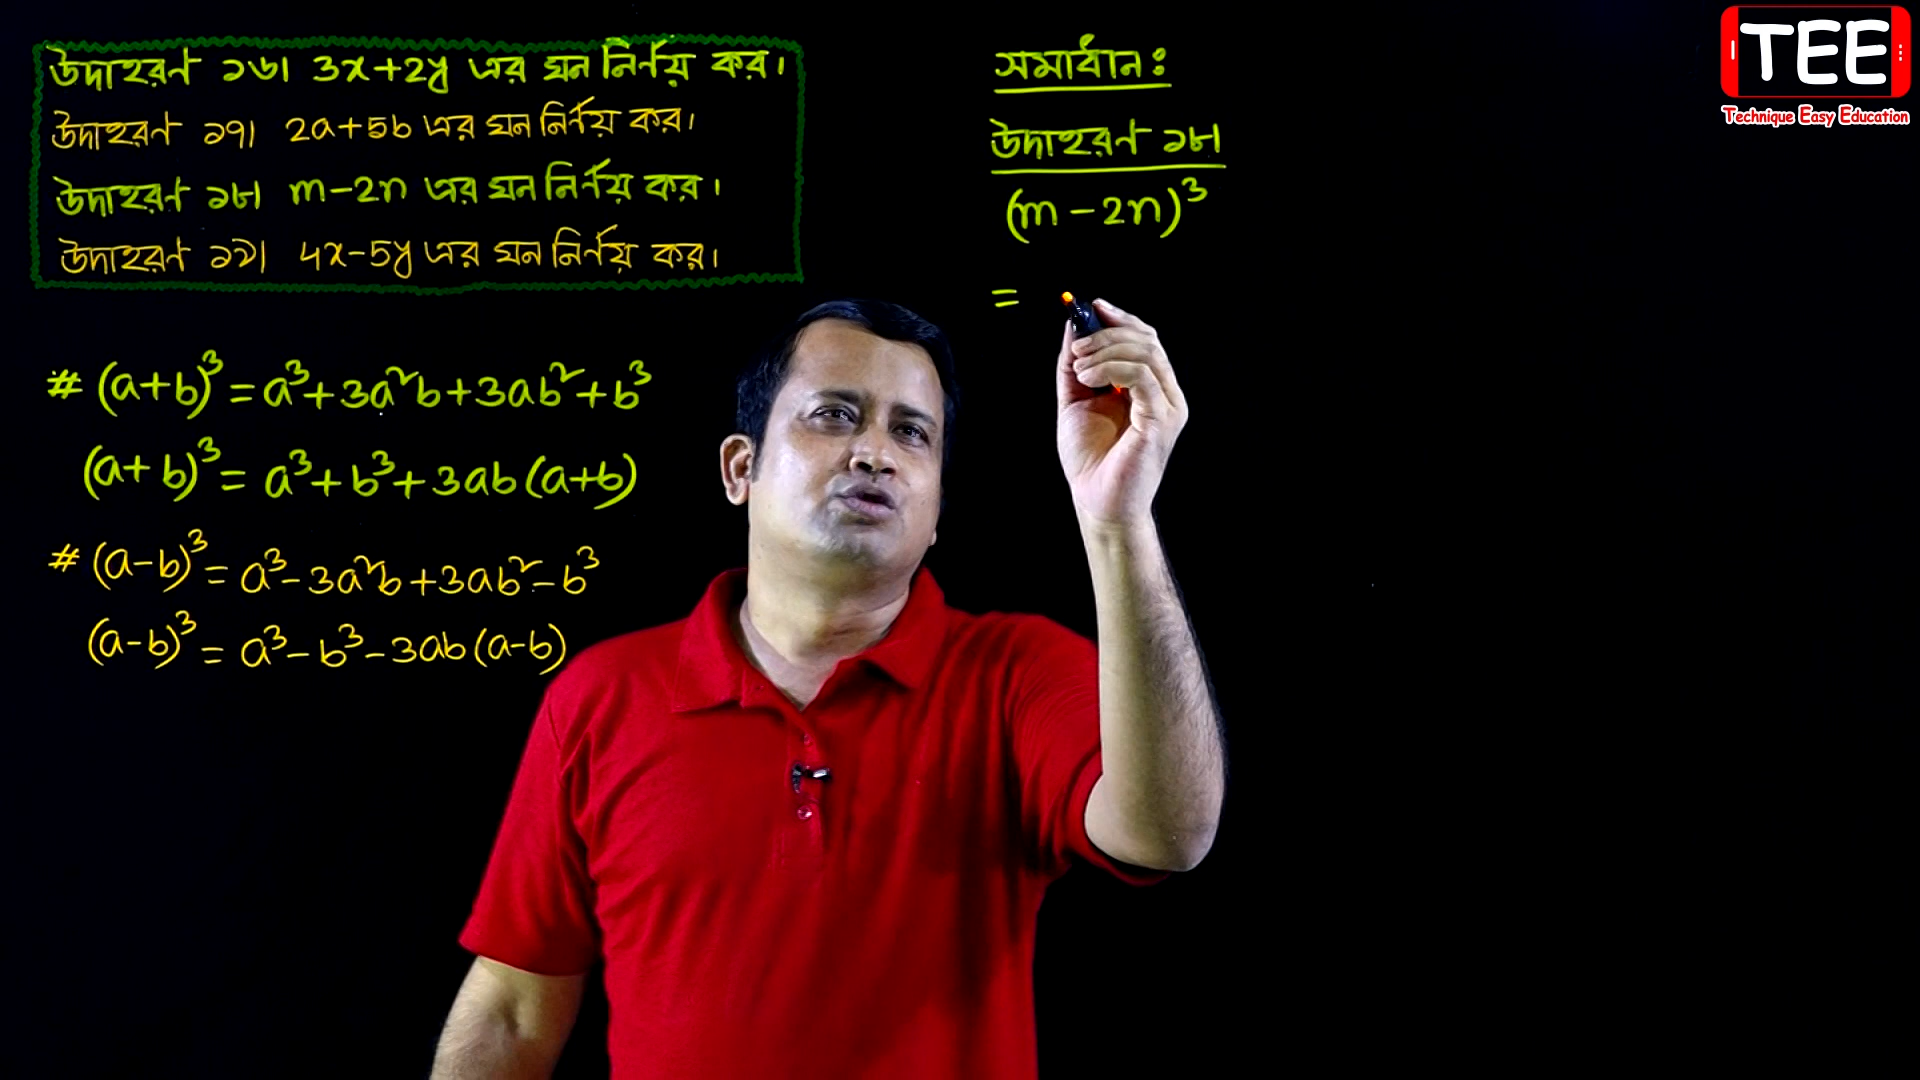 উদাহরণ ১৬। 3x+2y এর ঘন নির্ণয় কর।
উদাহরণ ১৭। 2a+5b এর ঘন নির্ণয় কর।
উদাহরণ ১৮। m-2n এর ঘন নির্ণয় কর।
উদাহরণ ১৯। 4x-5y এর ঘন নির্ণয় কর।
# (a+b)³ = a³+3a²b+3ab²+b³
(a+b)³ = a³+b³+3ab(a+b)
# (a-b)³ = a³-3a²b+3ab²-b³
(a-b)³ = a³-b³-3ab(a-b)
সমাধান:
উদাহরণ ১৮।
(m-2n)³
=
TEE
Technique Easy Education